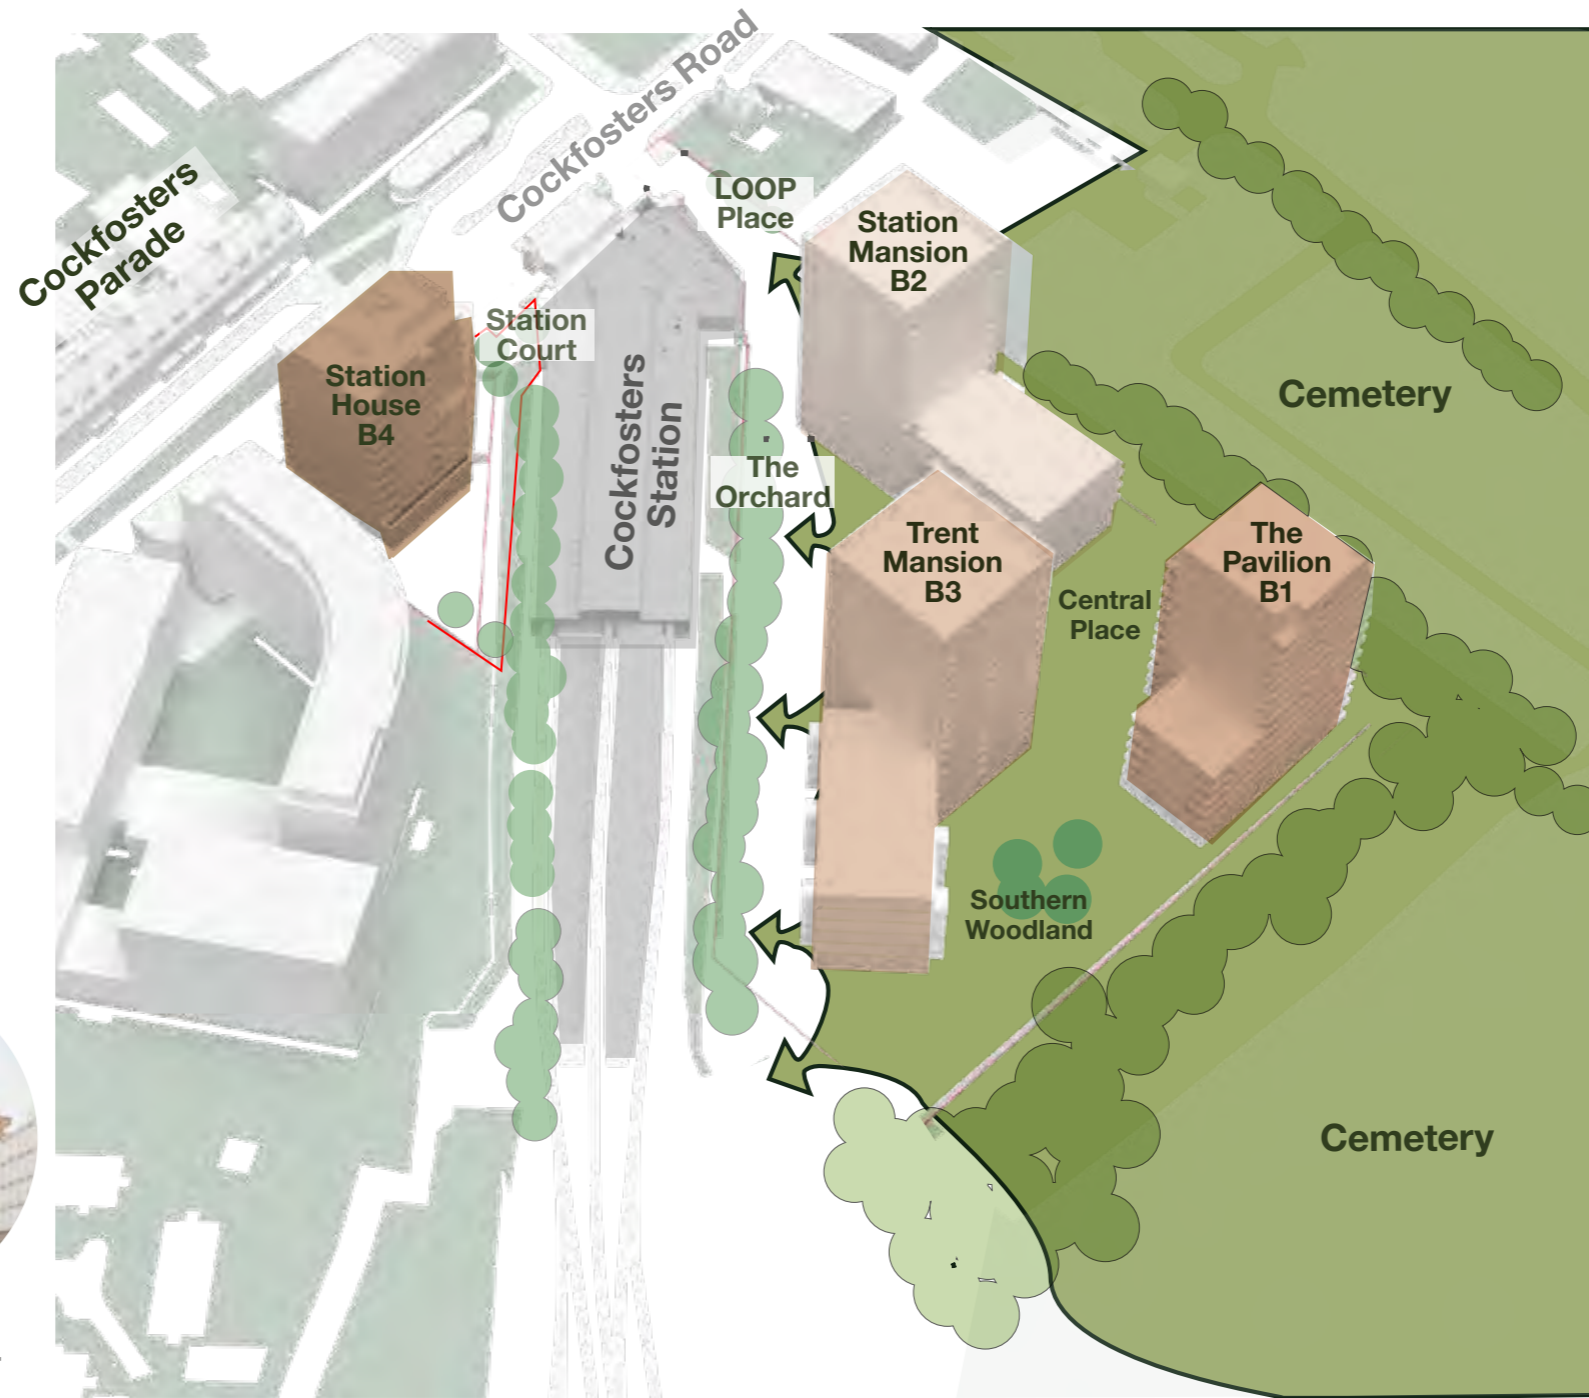 Cockfosters Road
Cockfosters
Parade
LOOP
Place
Station
Mansion
B2
Station
Court
Station
House
B4
Cockfosters
Station
Cemetery
The
Orchard
Trent
Mansion
B3
The
Pavilion
B1
Central
Place
Southern
Woodland
Cemetery